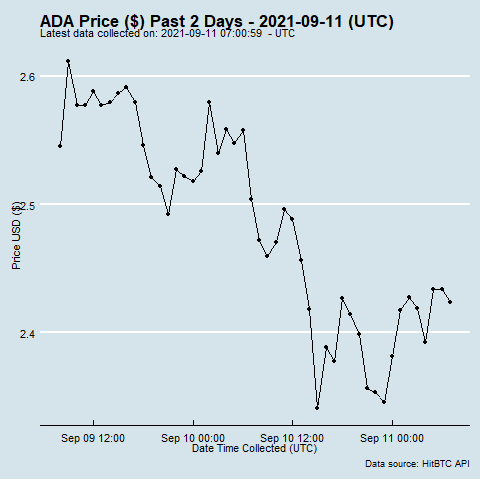 ADA Price ($) Past 2 Days - 2021-09-11 (UTC)
Latest data collected on: 2021-09-11 07:00:59 - UTC
2.6
2.5
2.4
Price USD ($)
Sep 09 12:00 Sep 10 00:00 Sep 10 12:00 Sep 11 00:00
Date Time Collected (UTC)
Data source: HitBTC API